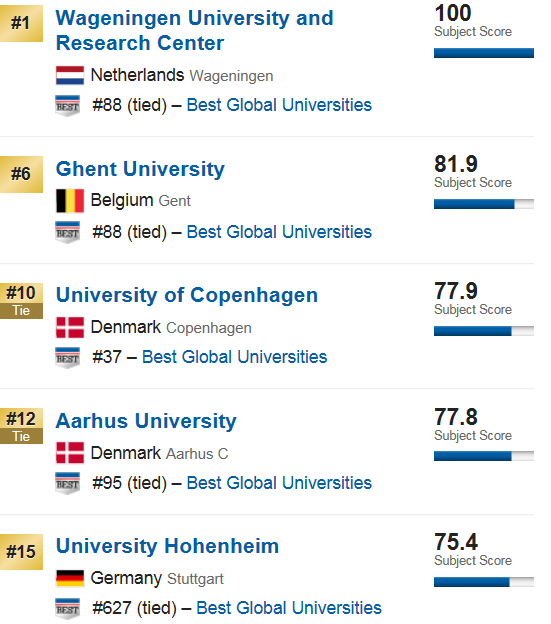 #1
Wageningen University and
Research Center
100
Subject Score
Netherlands Wageningen
BEST #88 (tied) – Best Global Universities
#6
Ghent University
81.9
Subject Score
Belgium Gent
BEST #88 (tied) – Best Global Universities
#10
Tie
University of Copenhagen
77.9
Subject Score
Denmark Copenhagen
BEST #37 – Best Global Universities
#12
Tie
Aarhus University
77.8
Subject Score
Denmark Aarhus C
BEST #95 (tied) – Best Global Universities
#15
University Hohenheim
75.4
Subject Score
Germany Stuttgart
BEST #627 (tied) – Best Global Universities